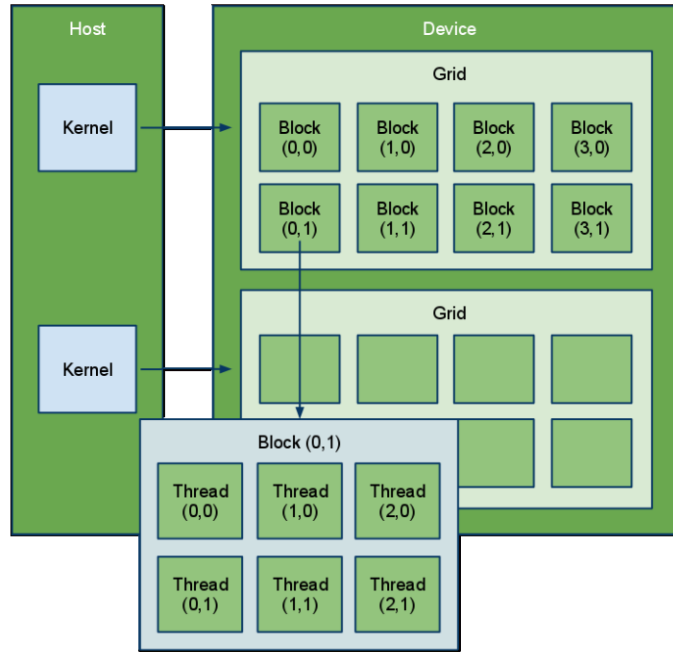 Host
Device
Grid
Kernel
Block
(0,0)
Block
(1,0)
Block
(2,0)
Block
(3,0)
Block
(0,1)
Block
(1,1)
Block
(2,1)
Block
(3,1)
Grid
Kernel
Block (0,1)
Thread
(0,0)
Thread
(1,0)
Thread
(2,0)
Thread
(0,1)
Thread
(1,1)
Thread
(2,1)